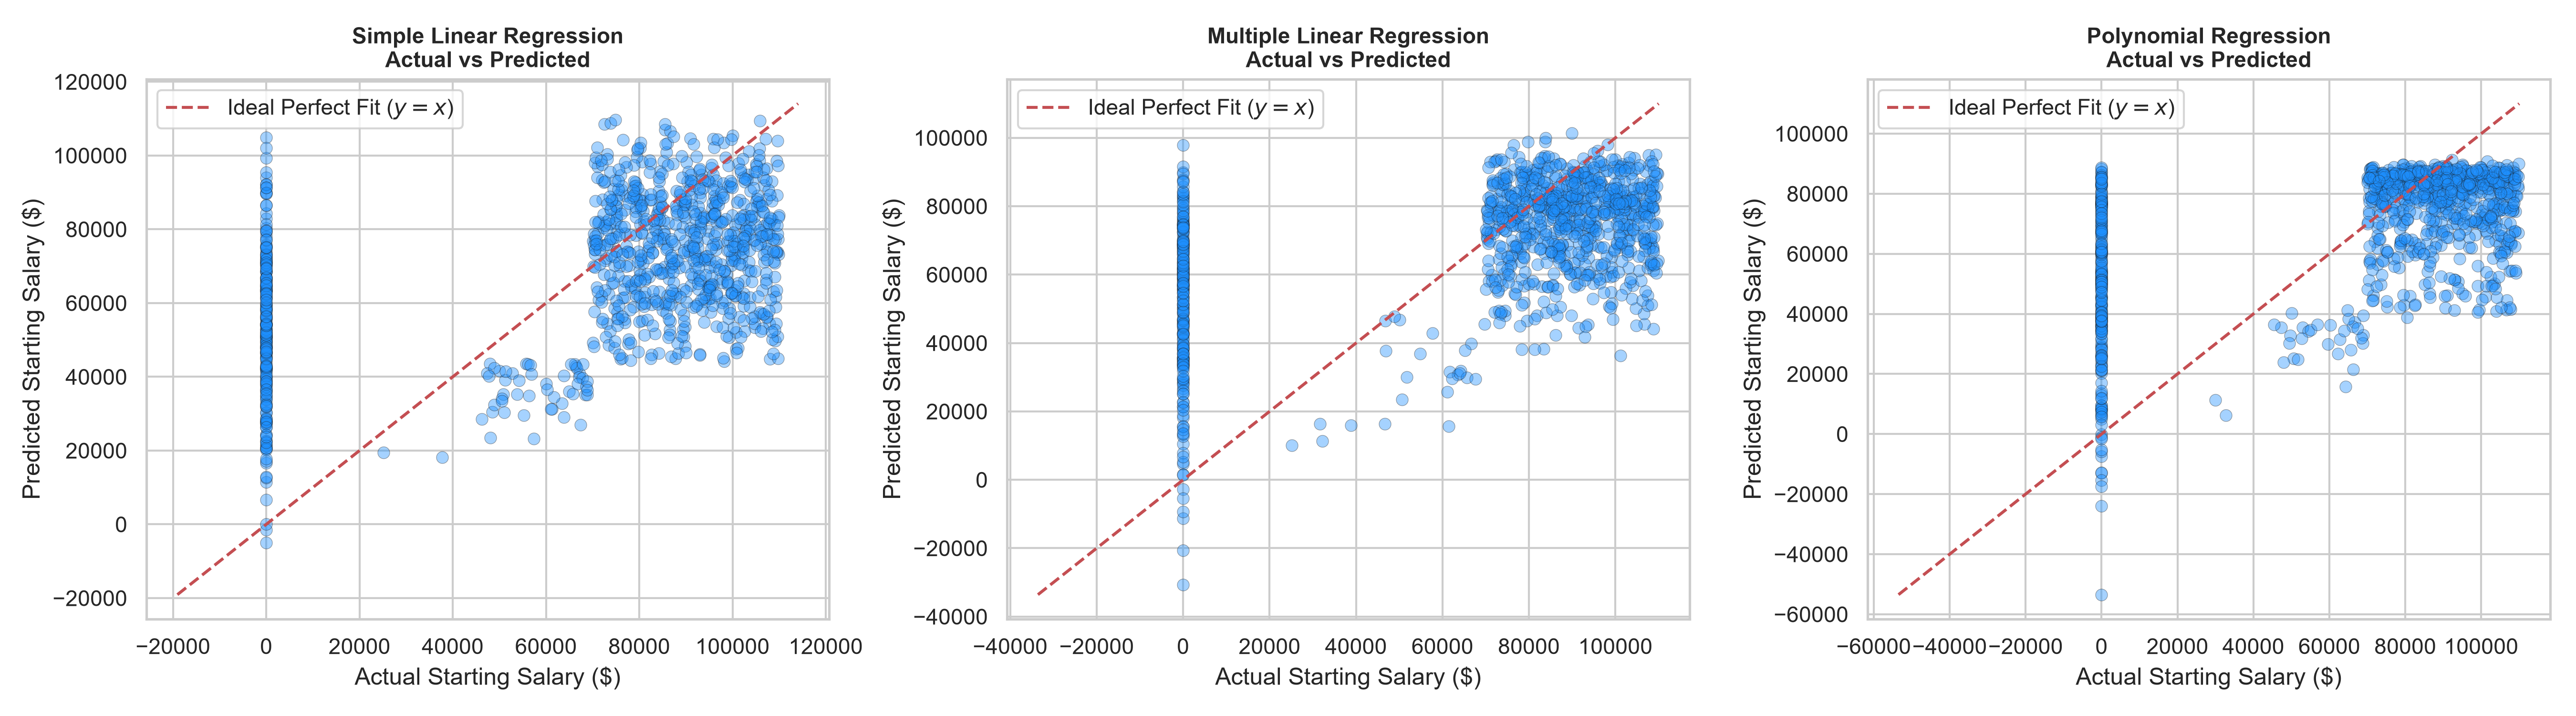 Simple Linear Regression
Actual vs Predicted
120000
100000
80000
60000
40000
20000
0
−20000
Predicted Starting Salary ($)
Ideal Perfect Fit (y = x)
−20000 0 20000 40000 60000 80000 100000 120000
Actual Starting Salary ($)
Multiple Linear Regression
Actual vs Predicted
100000
80000
60000
40000
20000
0
−20000
−40000
Predicted Starting Salary ($)
Ideal Perfect Fit (y = x)
−40000 −20000 0 20000 40000 60000 80000 100000
Actual Starting Salary ($)
Polynomial Regression
Actual vs Predicted
100000
80000
60000
40000
20000
0
−20000
−40000
−60000
Predicted Starting Salary ($)
Ideal Perfect Fit (y = x)
−60000 −40000 −20000 0 20000 40000 60000 80000 100000
Actual Starting Salary ($)